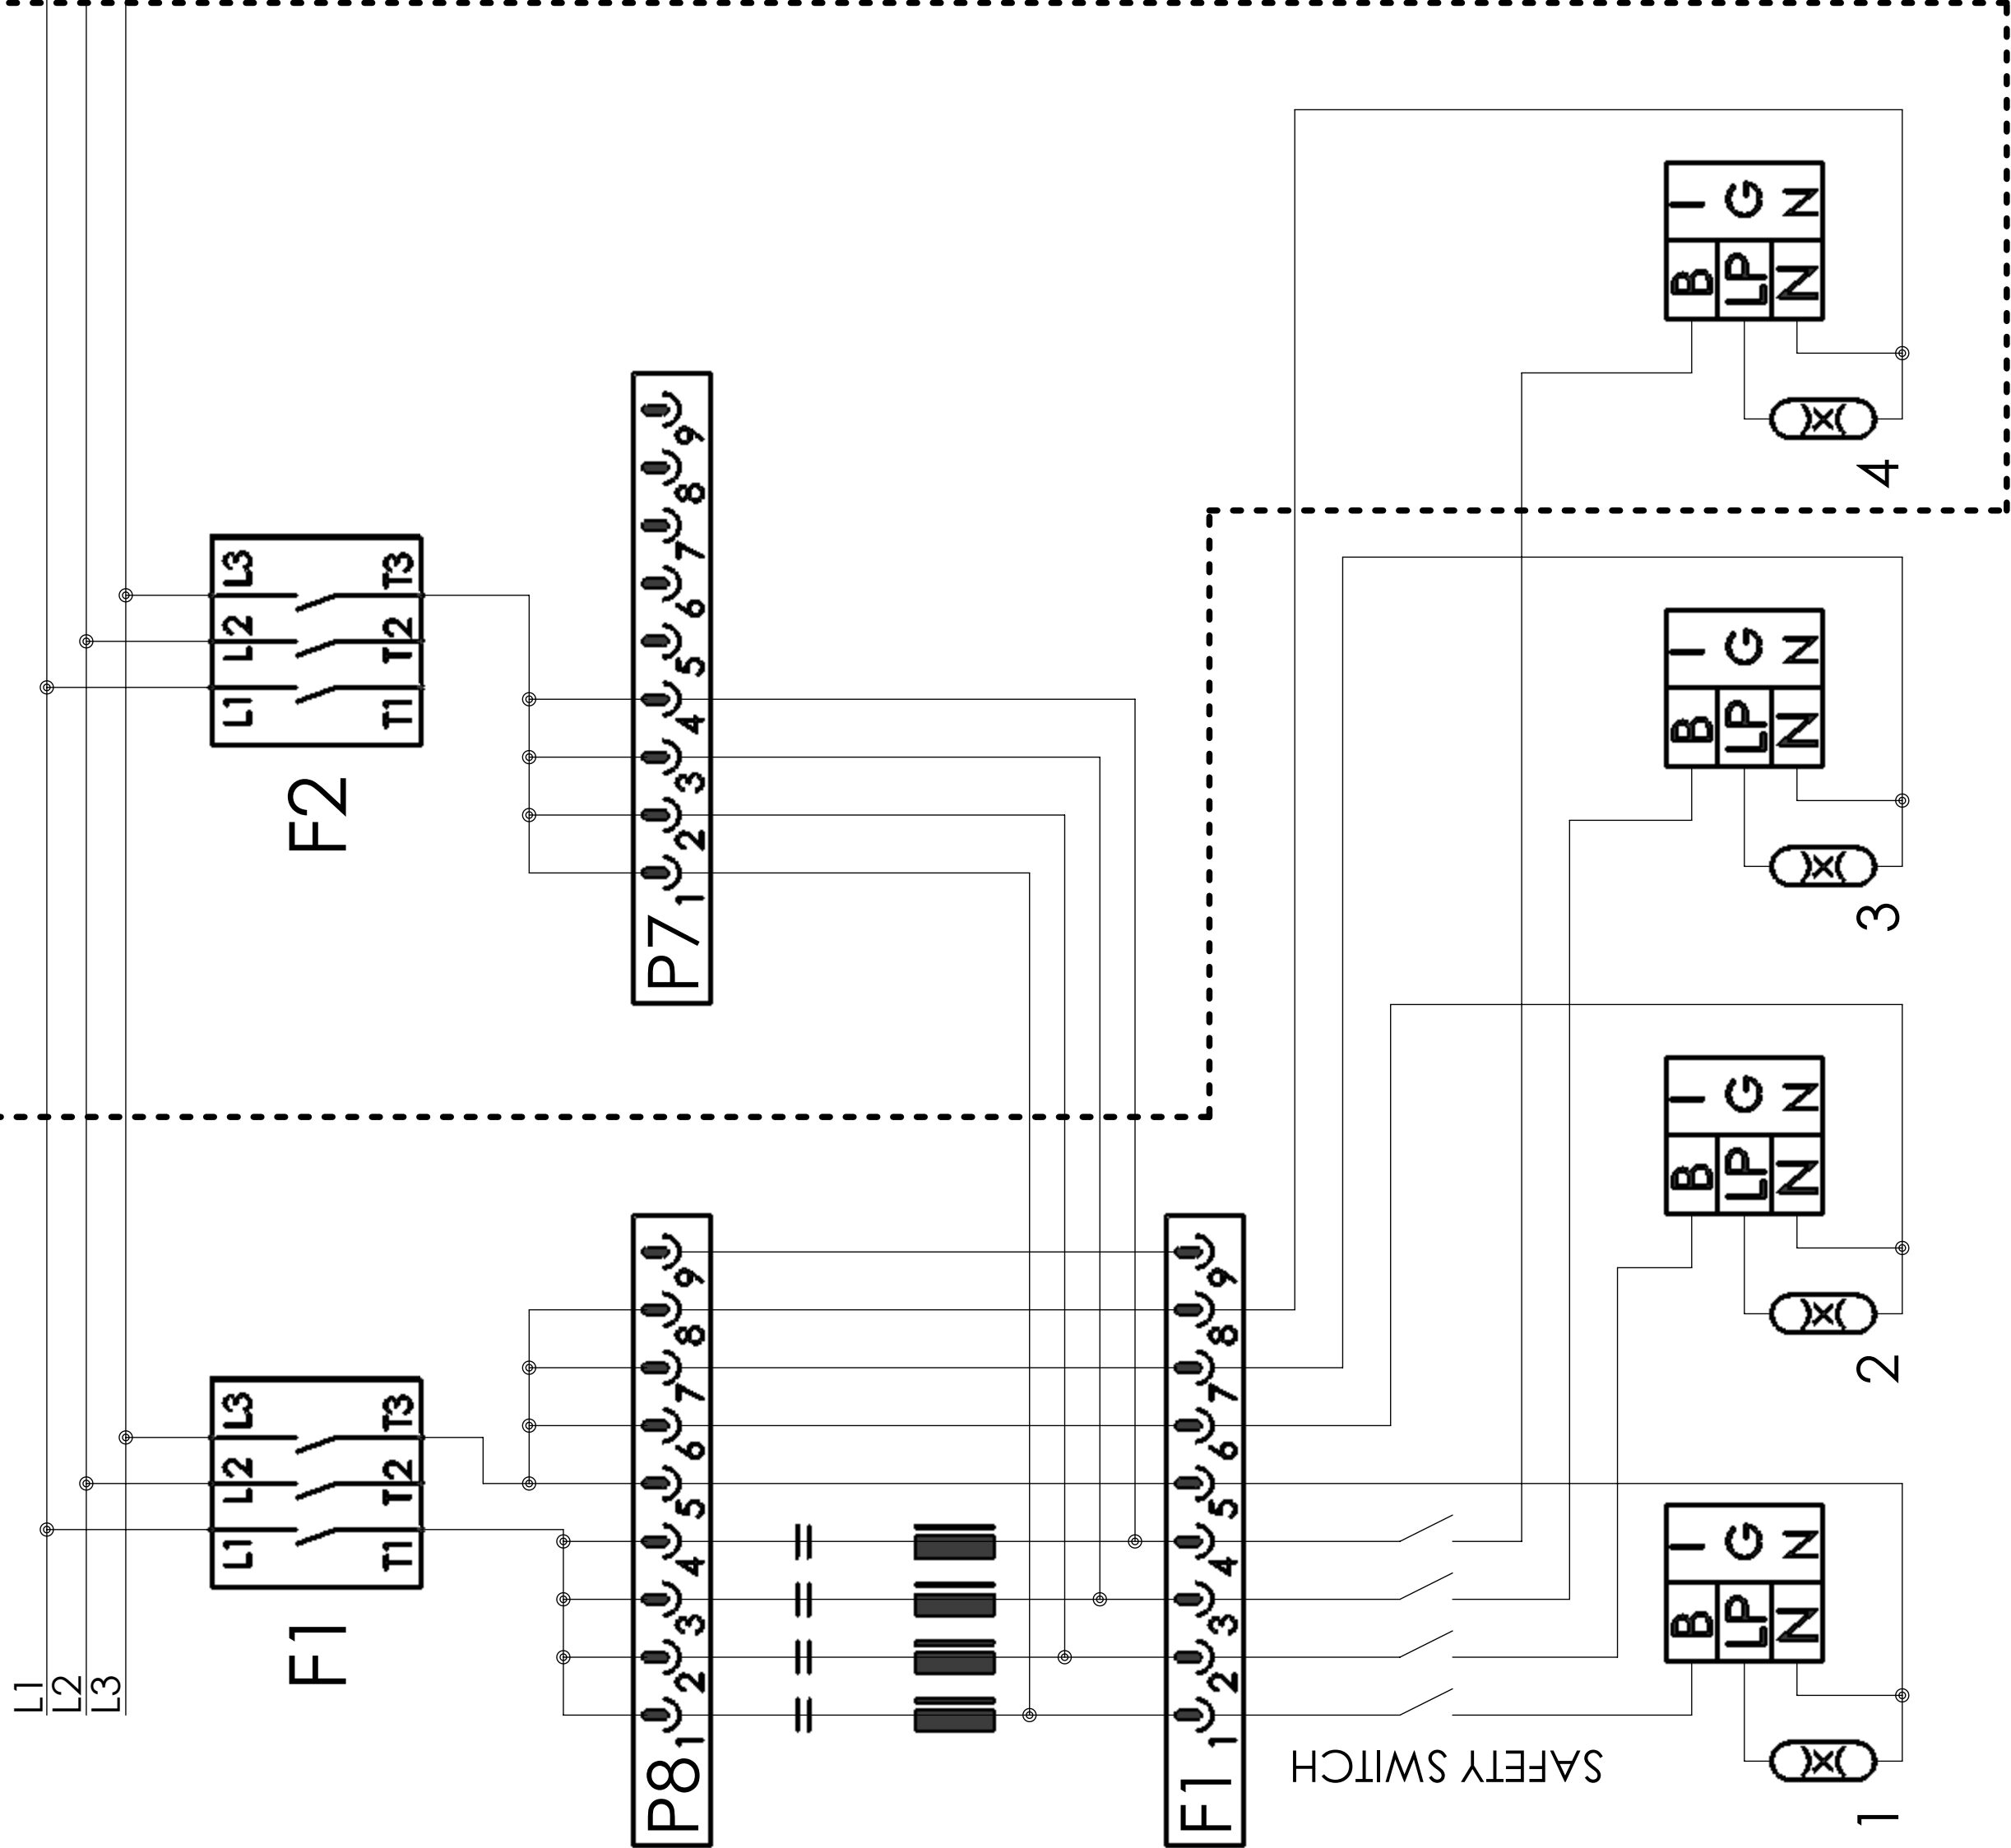 L1
L2
L3
L1 L2 L3
T1 T2 T3
F2
P7 1 2 3 4 5 6 7 8 9
L1 L2 L3
T1 T2 T3
F1
P8 1 2 3 4 5 6 7 8 9
F1 1 2 3 4 5 6 7 8 9
SAFETY SWITCH
B I
LP G
N N
4
B I
LP G
N N
3
B I
LP G
N N
2
B I
LP G
N N
1